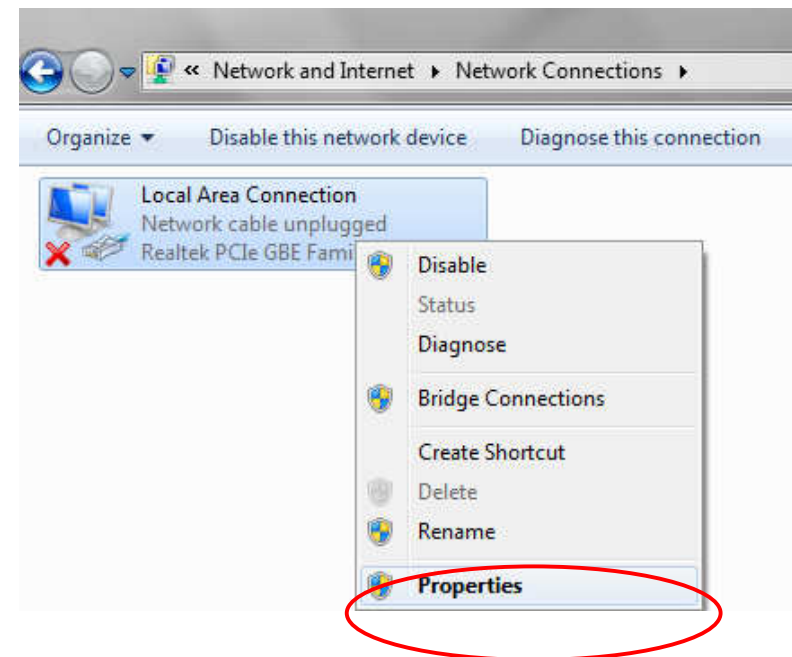 « Network and Internet ▸ Network Connections ▸
Organize ▼ Disable this network device Diagnose this connection
Local Area Connection
Network cable unplugged
Realtek PCIe GBE Fami
Disable
Status
Diagnose
Bridge Connections
Create Shortcut
Delete
Rename
Properties